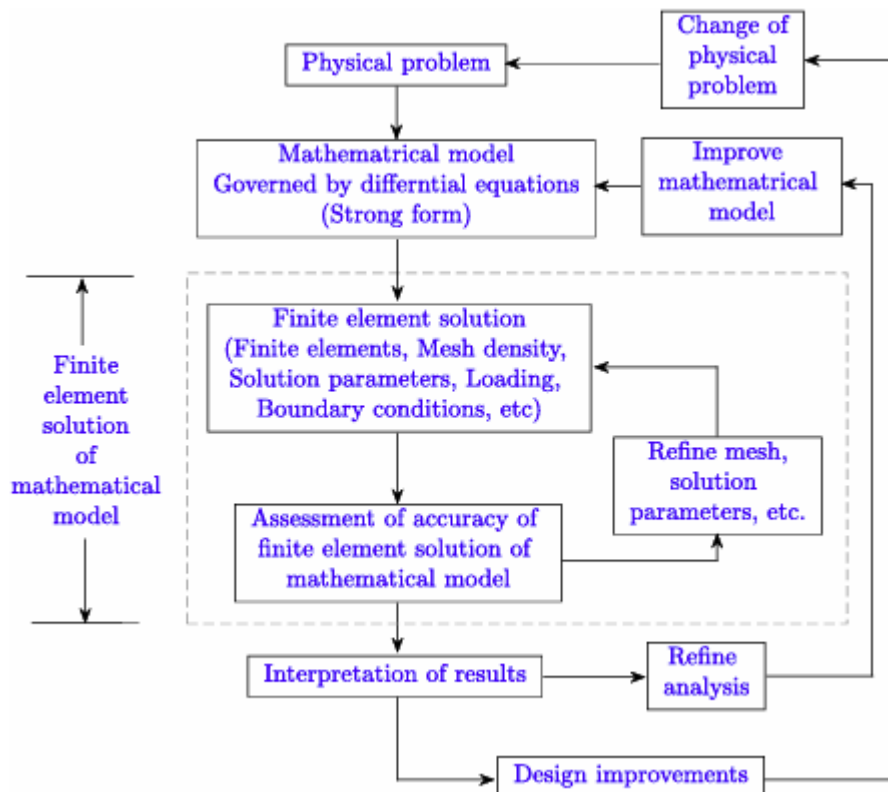 Change of
physical
problem
Physical problem
Mathematrical model
Governed by differntial equations
(Strong form)
Improve
mathematrical
model
Finite
element
solution
of
mathematical
model
Finite element solution
(Finite elements, Mesh density,
Solution parameters, Loading,
Boundary conditions, etc)
Refine mesh,
solution
parameters, etc.
Assessment of accuracy of
finite element solution of
mathematical model
Interpretation of results
Refine
analysis
Design improvements